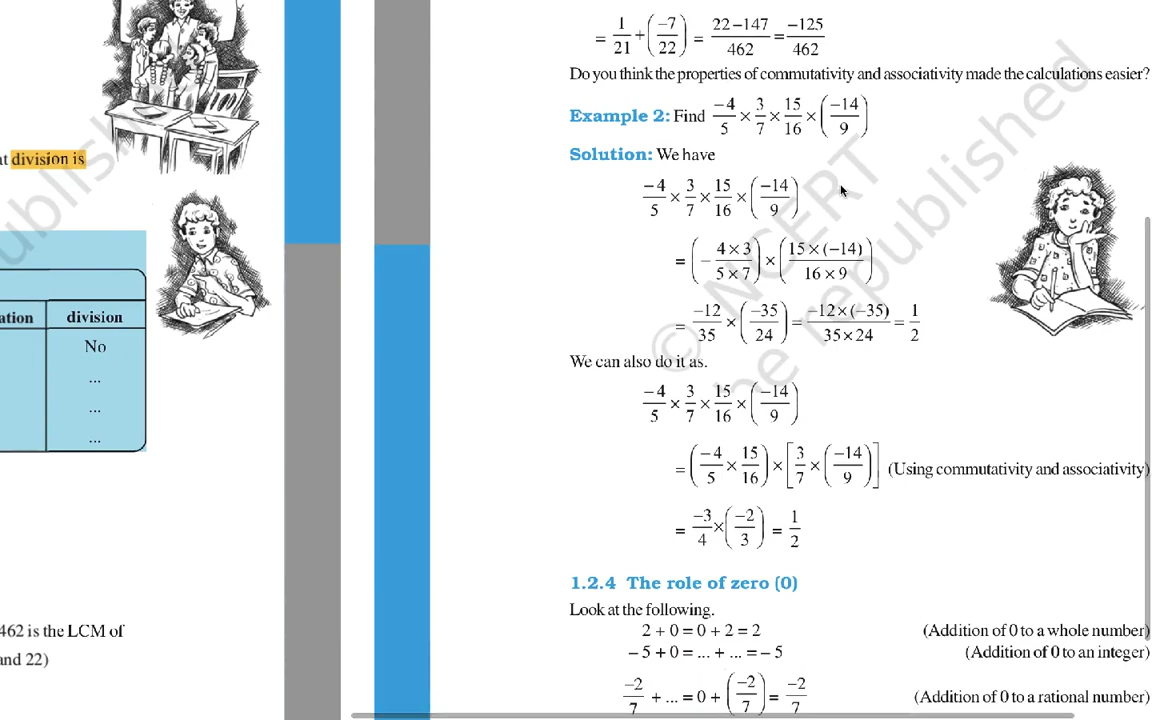 at division is
ation division
No
...
...
...
462 is the LCM of
and 22)
= 1/21 + (−7/22) = 22−147/462 = −125/462
Do you think the properties of commutativity and associativity made the calculations easier?
Example 2: Find −4/5 × 3/7 × 15/16 × (−14/9)
Solution: We have
−4/5 × 3/7 × 15/16 × (−14/9)
= (− 4×3/5×7) × (15×(−14)/16×9)
= −12/35 × (−35/24) = −12×(−35)/35×24 = 1/2
We can also do it as.
−4/5 × 3/7 × 15/16 × (−14/9)
= (−4/5 × 15/16) × [3/7 × (−14/9)] (Using commutativity and associativity)
= −3/4 × (−2/3) = 1/2
1.2.4 The role of zero (0)
Look at the following.
2 + 0 = 0 + 2 = 2 (Addition of 0 to a whole number)
− 5 + 0 = ... + ... = − 5 (Addition of 0 to an integer)
−2/7 + ... = 0 + (−2/7) = −2/7 (Addition of 0 to a rational number)
© NCERT
be republished